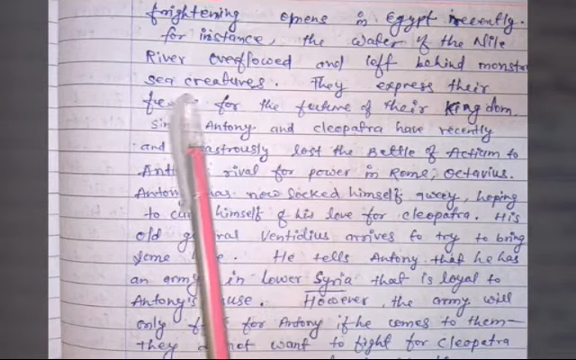 frightening opens in Egypt recently.
for instance, the water of the Nile
River overflowed and left behind monstr
sea creatures. They express their
for the future of their kingdom.
Antony and cleopatra have recently
and lost the Battle of Actium to
rival for power in Rome, Octavius.
Antony has now locked himself away, hoping
to himself of his love for cleopatra. His
old Ventidius arrives to try to bring
some He tells Antony that he has
an army in lower Syria that is loyal to
Antony's However, the army will
only for Antony if he comes to them-
they not want to fight for Cleopatra